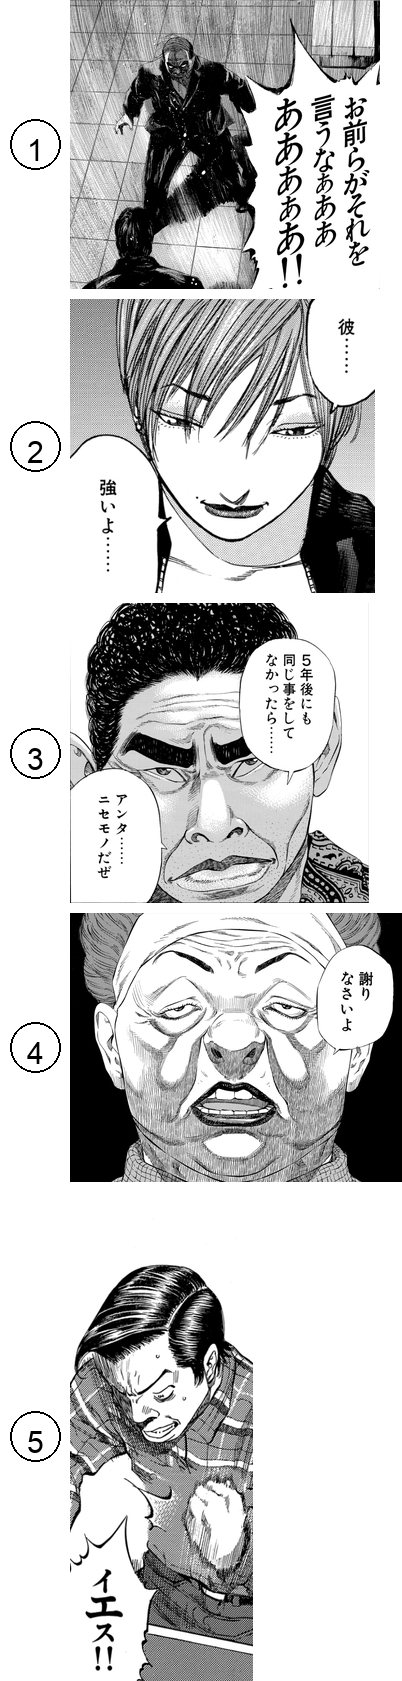 1
お前らがそれを
言うなぁああ
あああぁあ!!
2
彼……
強いよ……
3
5年後にも
同じ事をして
なかったら……
アンタ……
ニセモノだぜ
4
謝り
なさいよ
5
イエス!!